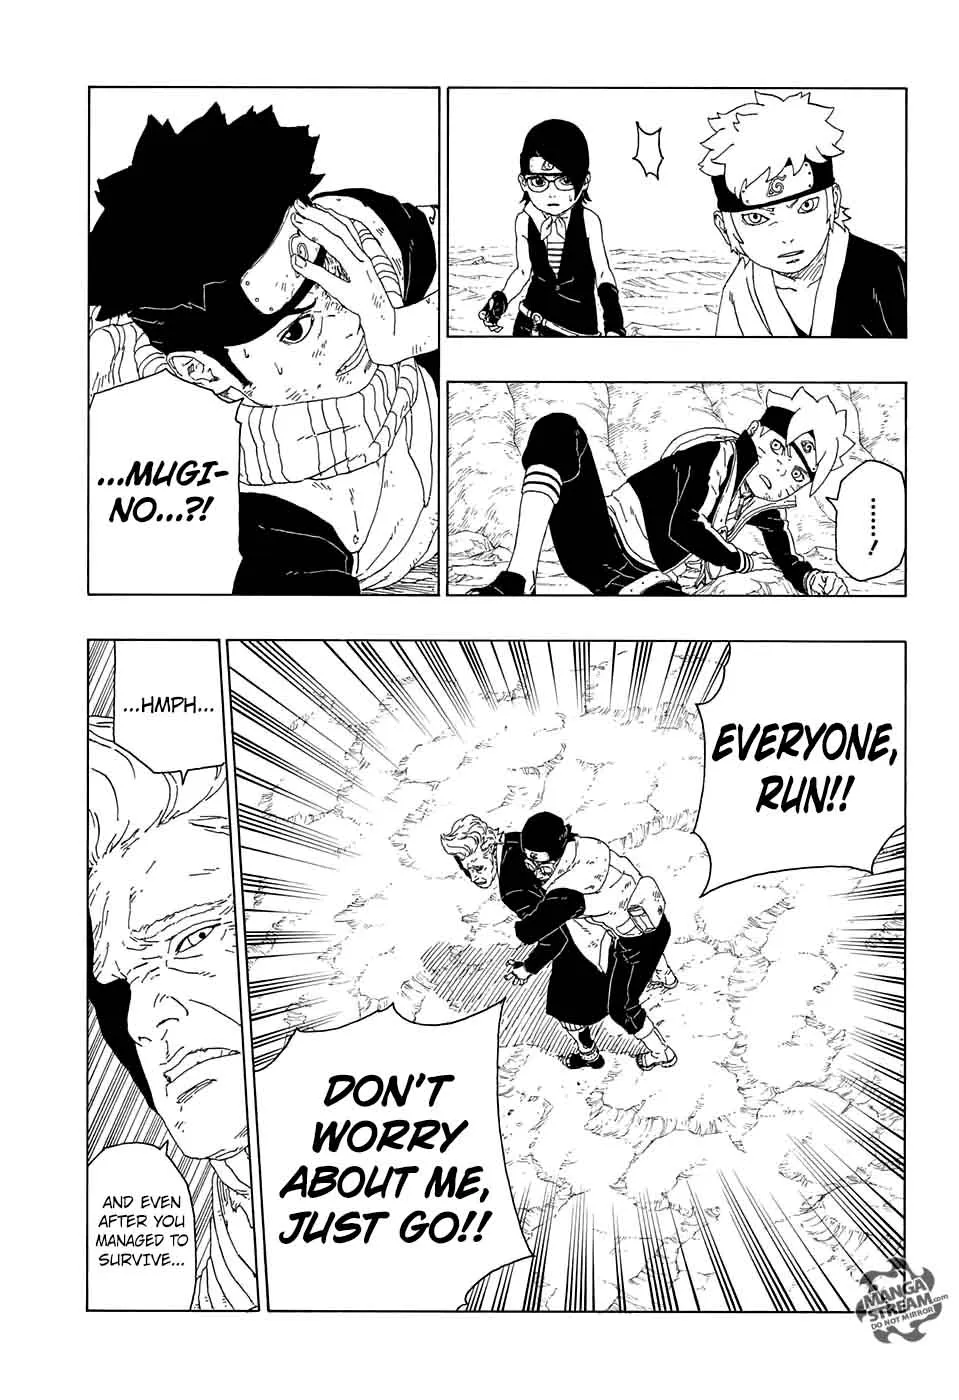 ...MUGI-
NO...?!
........!
EVERYONE,
RUN!!
DON'T
WORRY
ABOUT ME,
JUST GO!!
...HMPH...
AND EVEN
AFTER YOU
MANAGED TO
SURVIVE...
MANGA
STREAM.com
DO NOT MIRROR